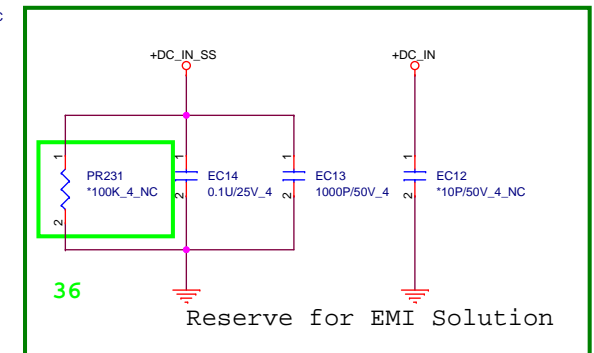 c
+DC_IN_SS
+DC_IN
1
PR231
*100K_4_NC
2
1
EC14
0.1U/25V_4
2
1
EC13
1000P/50V_4
2
1
EC12
*10P/50V_4_NC
2
36
Reserve for EMI Solution